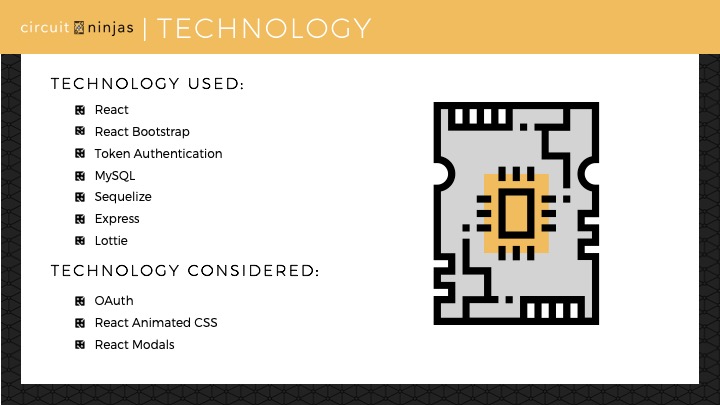 circuit ninjas | TECHNOLOGY
TECHNOLOGY USED:
React
React Bootstrap
Token Authentication
MySQL
Sequelize
Express
Lottie
TECHNOLOGY CONSIDERED:
OAuth
React Animated CSS
React Modals